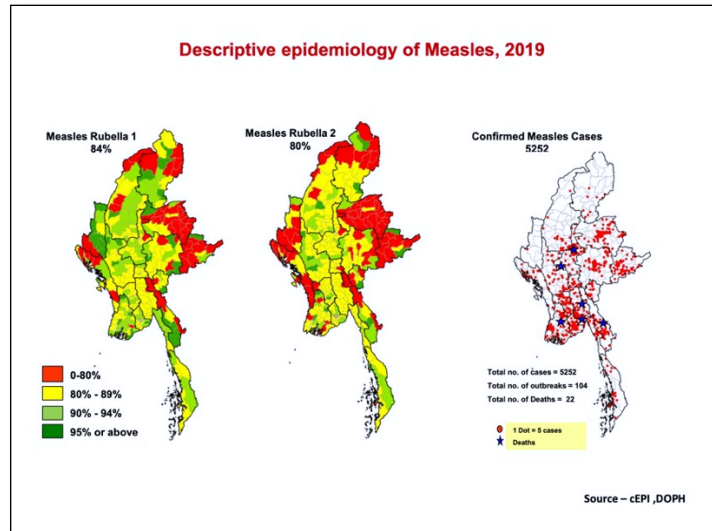 Descriptive epidemiology of Measles, 2019
Measles Rubella 1
84%
Measles Rubella 2
80%
Confirmed Measles Cases
5252
0-80%
80% - 89%
90% - 94%
95% or above
Total no. of cases = 5252
Total no. of outbreaks = 104
Total no. of Deaths = 22
1 Dot = 5 cases
Deaths
Source – cEPI ,DOPH